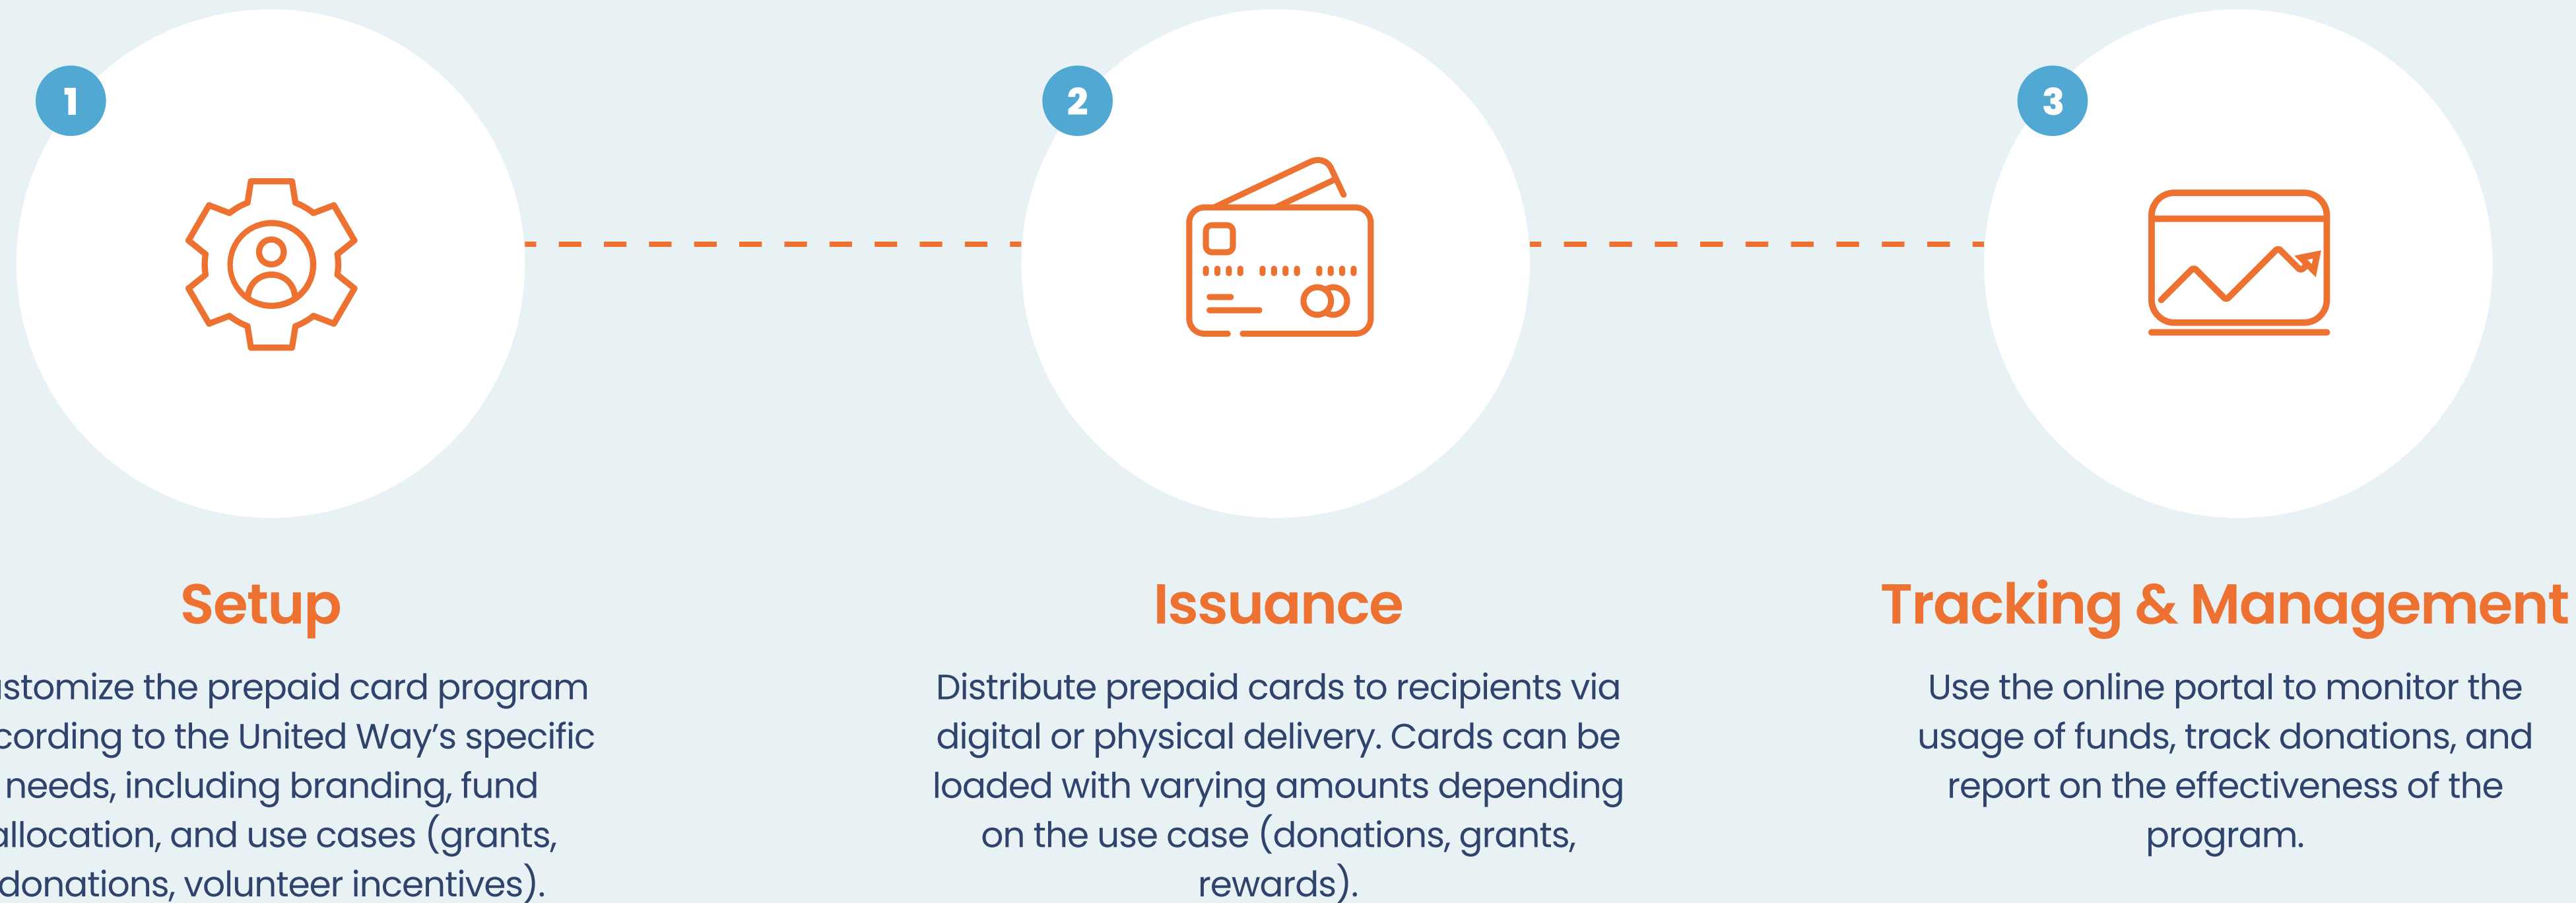 1
2
3
Setup
ustomize the prepaid card program
cording to the United Way’s specific
needs, including branding, fund
allocation, and use cases (grants,
donations, volunteer incentives).
Issuance
Distribute prepaid cards to recipients via
digital or physical delivery. Cards can be
loaded with varying amounts depending
on the use case (donations, grants,
rewards).
Tracking & Management
Use the online portal to monitor the
usage of funds, track donations, and
report on the effectiveness of the
program.